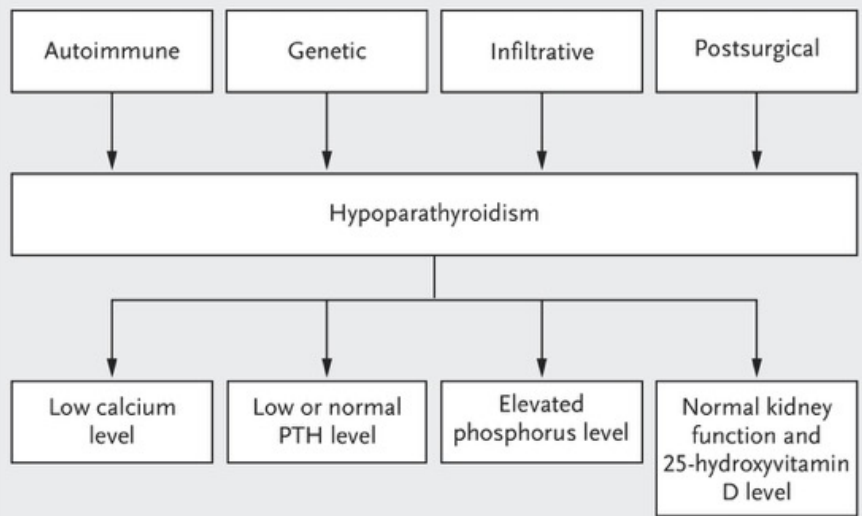 Autoimmune
Genetic
Infiltrative
Postsurgical
Hypoparathyroidism
Low calcium
level
Low or normal
PTH level
Elevated
phosphorus level
Normal kidney
function and
25-hydroxyvitamin
D level